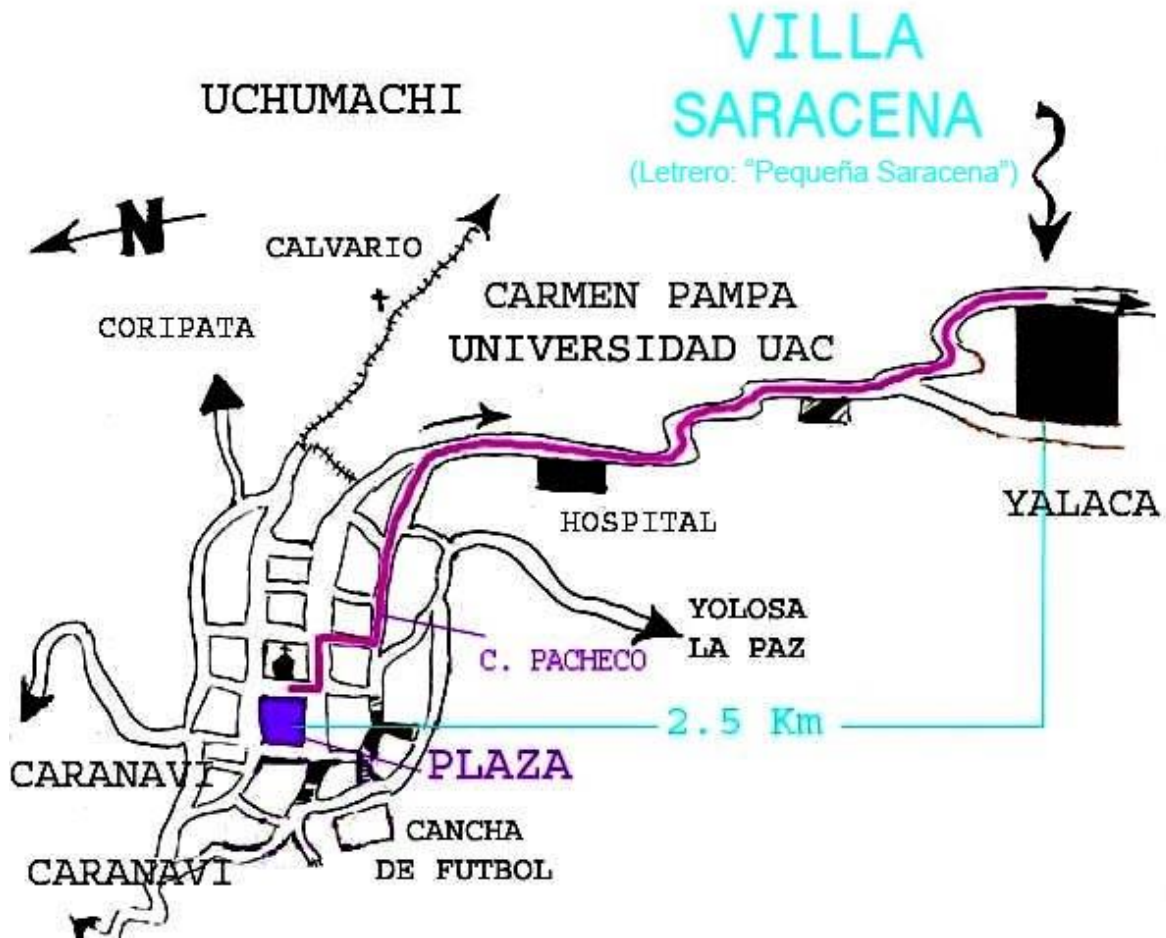 VILLA
SARACENA
(Letrero: “Pequeña Saracena”)
UCHUMACHI
N
CALVARIO
CORIPATA
CARMEN PAMPA
UNIVERSIDAD UAC
HOSPITAL
YALACA
YOLOSA
LA PAZ
C. PACHECO
2.5 Km
PLAZA
CARANAVI
CANCHA
DE FUTBOL
CARANAVI